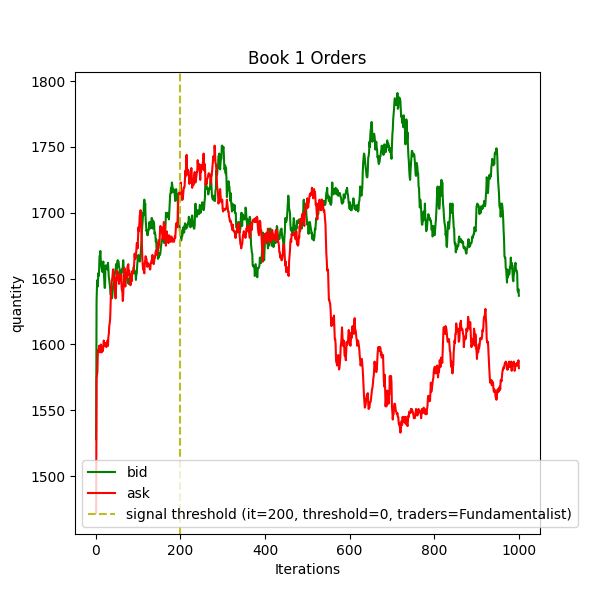 Book 1 Orders
quantity
1800
1750
1700
1650
1600
1550
1500
bid
ask
signal threshold (it=200, threshold=0, traders=Fundamentalist)
0 200 400 600 800 1000
Iterations